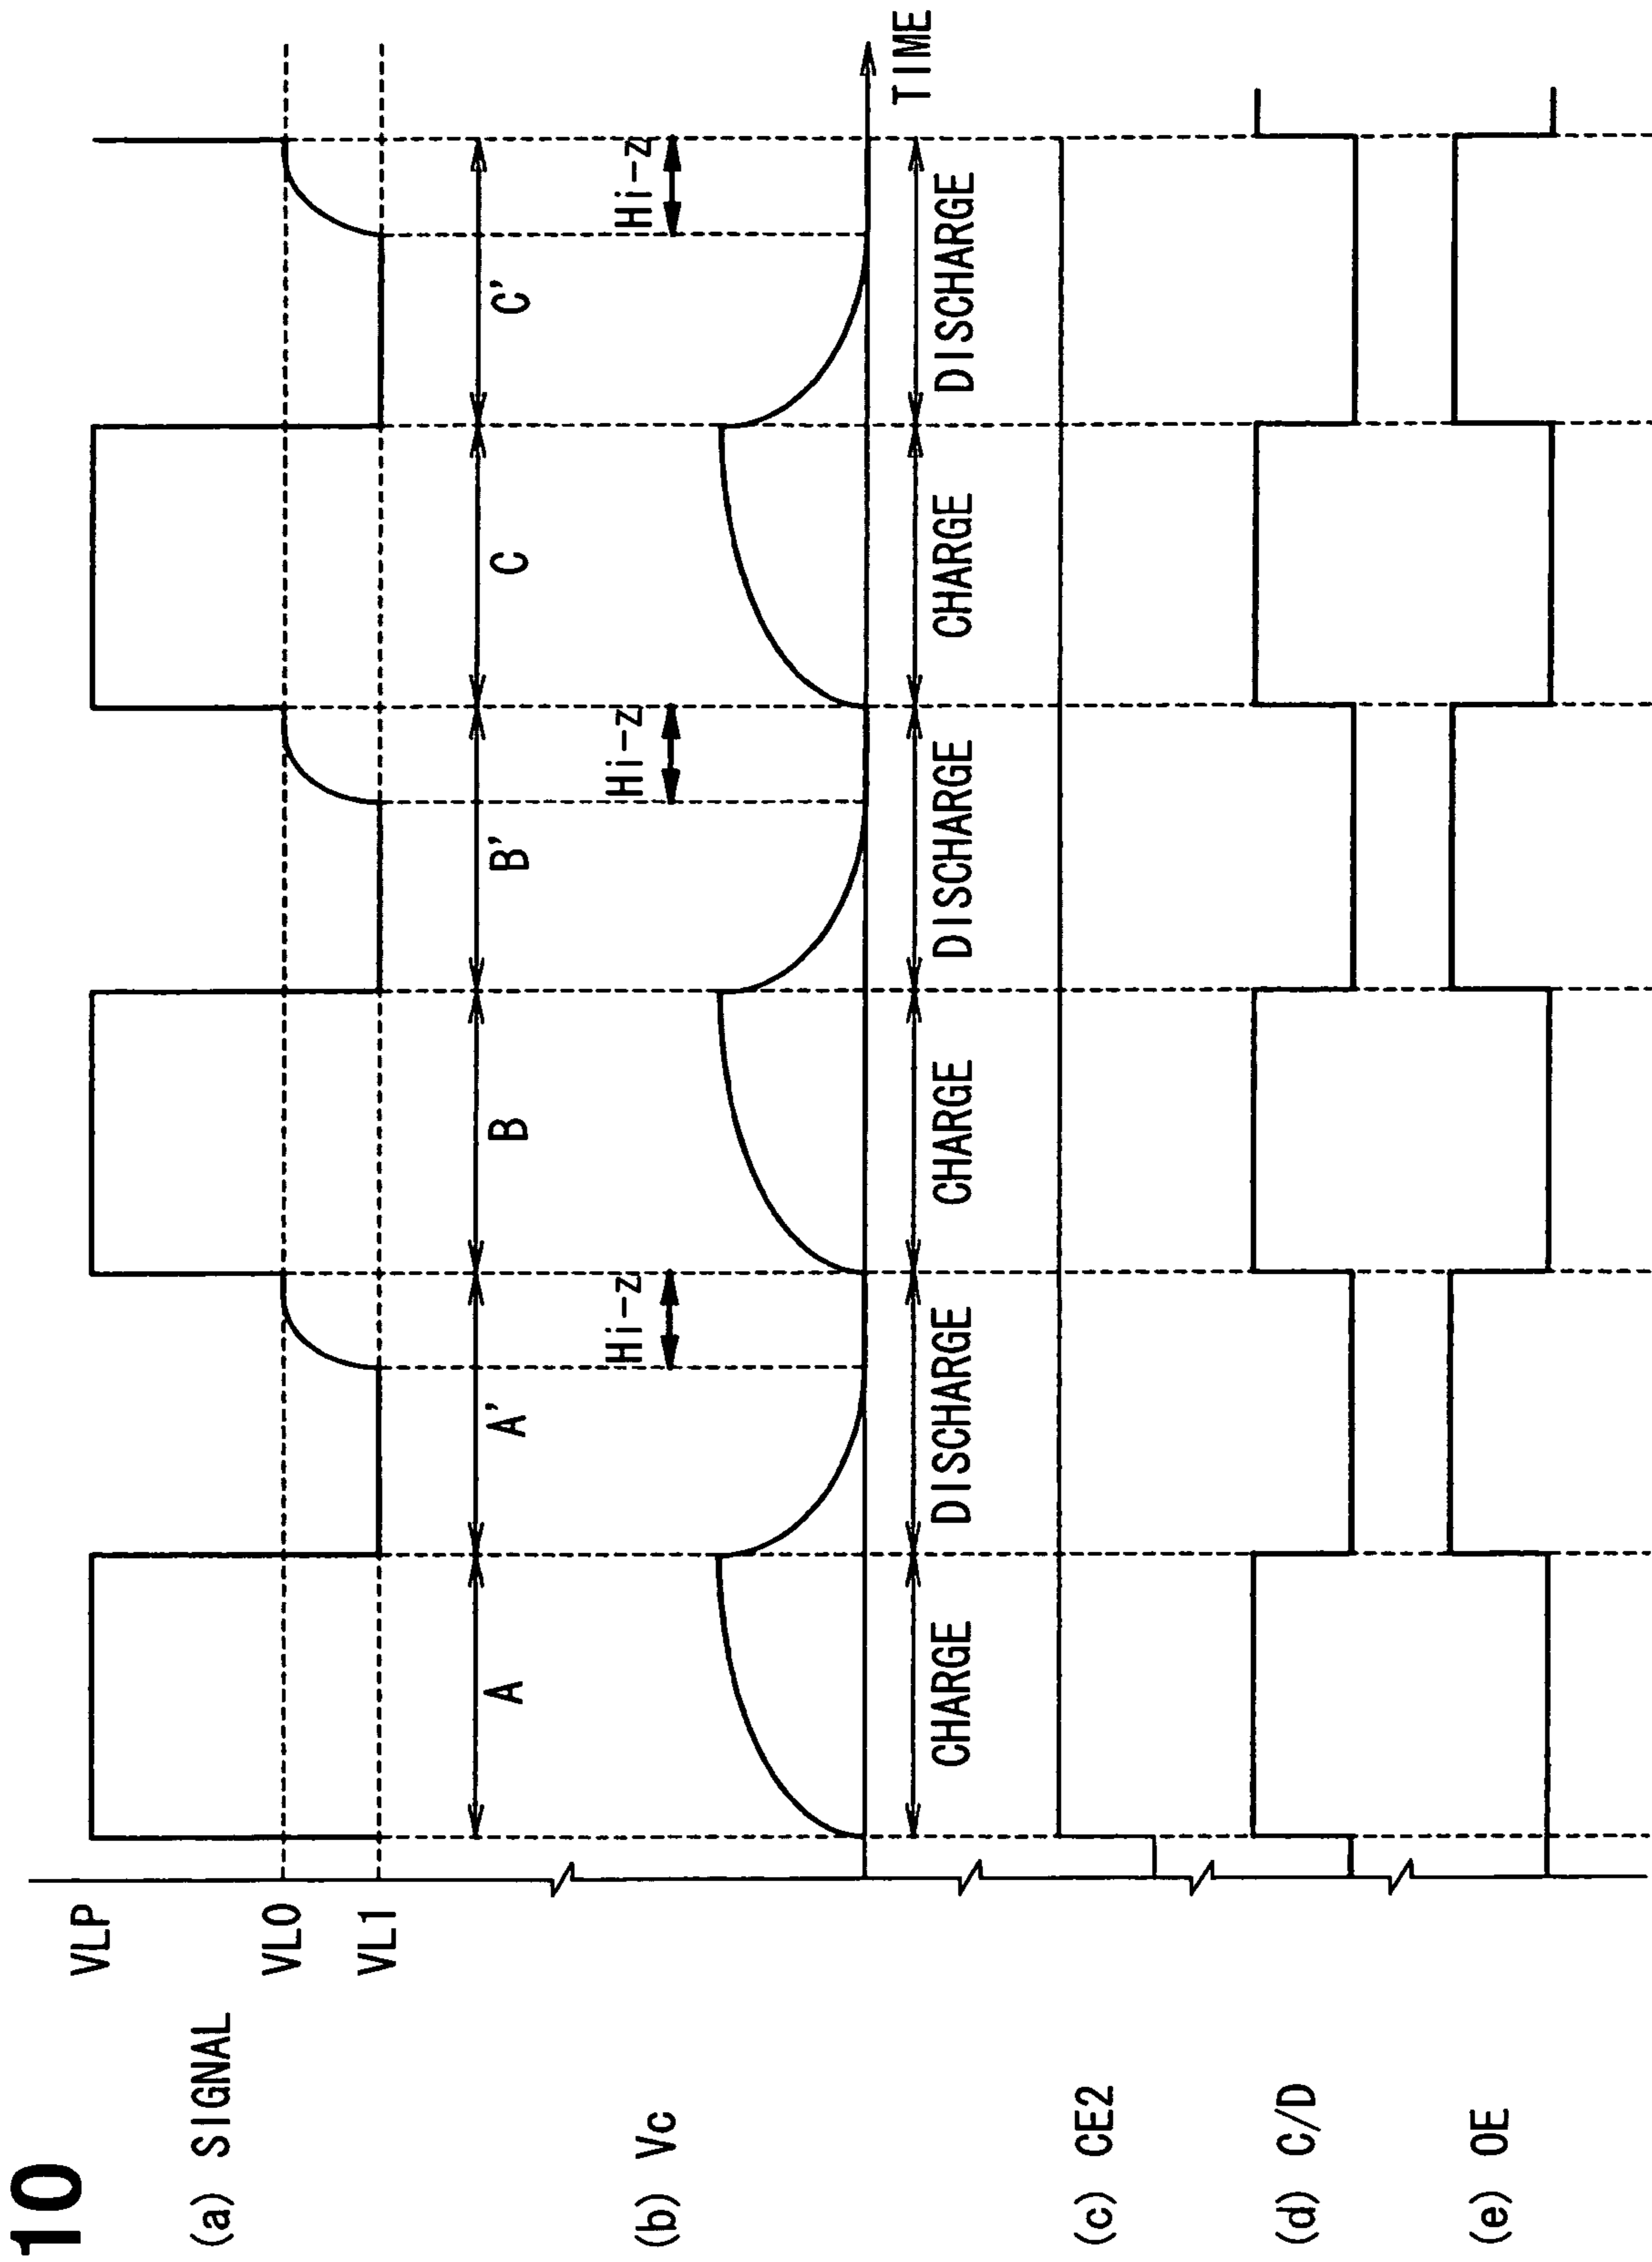 10
(a) SIGNAL
VLP
VL0
VL1
A
A'
B
B'
C
C'
(b) Vc
Hi-z
Hi-z
Hi-z
TIME
CHARGE
DISCHARGE
CHARGE
DISCHARGE
CHARGE
DISCHARGE
(c) CE2
(d) C/D
(e) OE